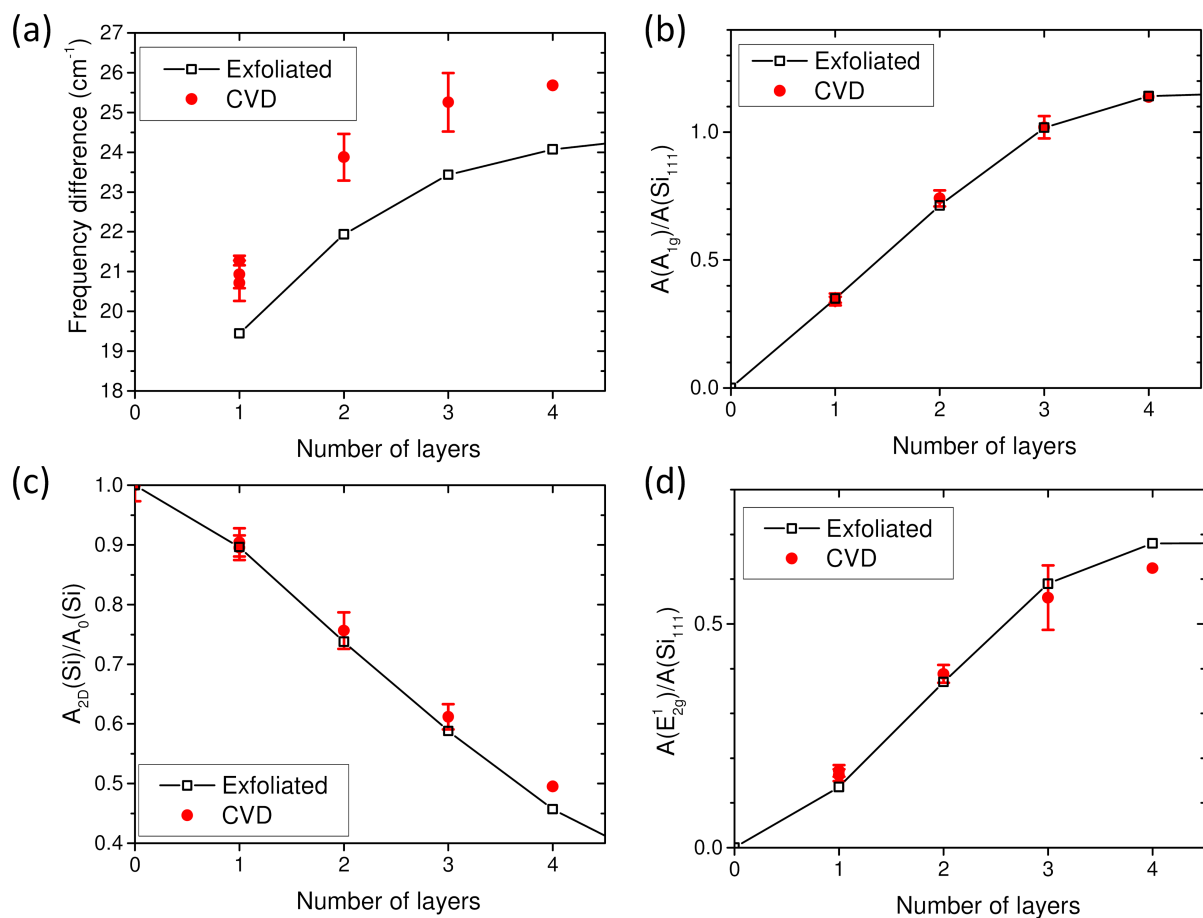 (a)
Frequency difference (cm⁻¹)
27
26
25
24
23
22
21
20
19
18
Exfoliated
CVD
0 1 2 3 4
Number of layers
(b)
A(A₁g)/A(Si₁₁₁)
1.0
0.5
0.0
Exfoliated
CVD
0 1 2 3 4
Number of layers
(c)
A₂D(Si)/A₀(Si)
1.0
0.9
0.8
0.7
0.6
0.5
0.4
Exfoliated
CVD
0 1 2 3 4
Number of layers
(d)
A(E¹₂g)/A(Si₁₁₁)
0.5
0.0
Exfoliated
CVD
0 1 2 3 4
Number of layers